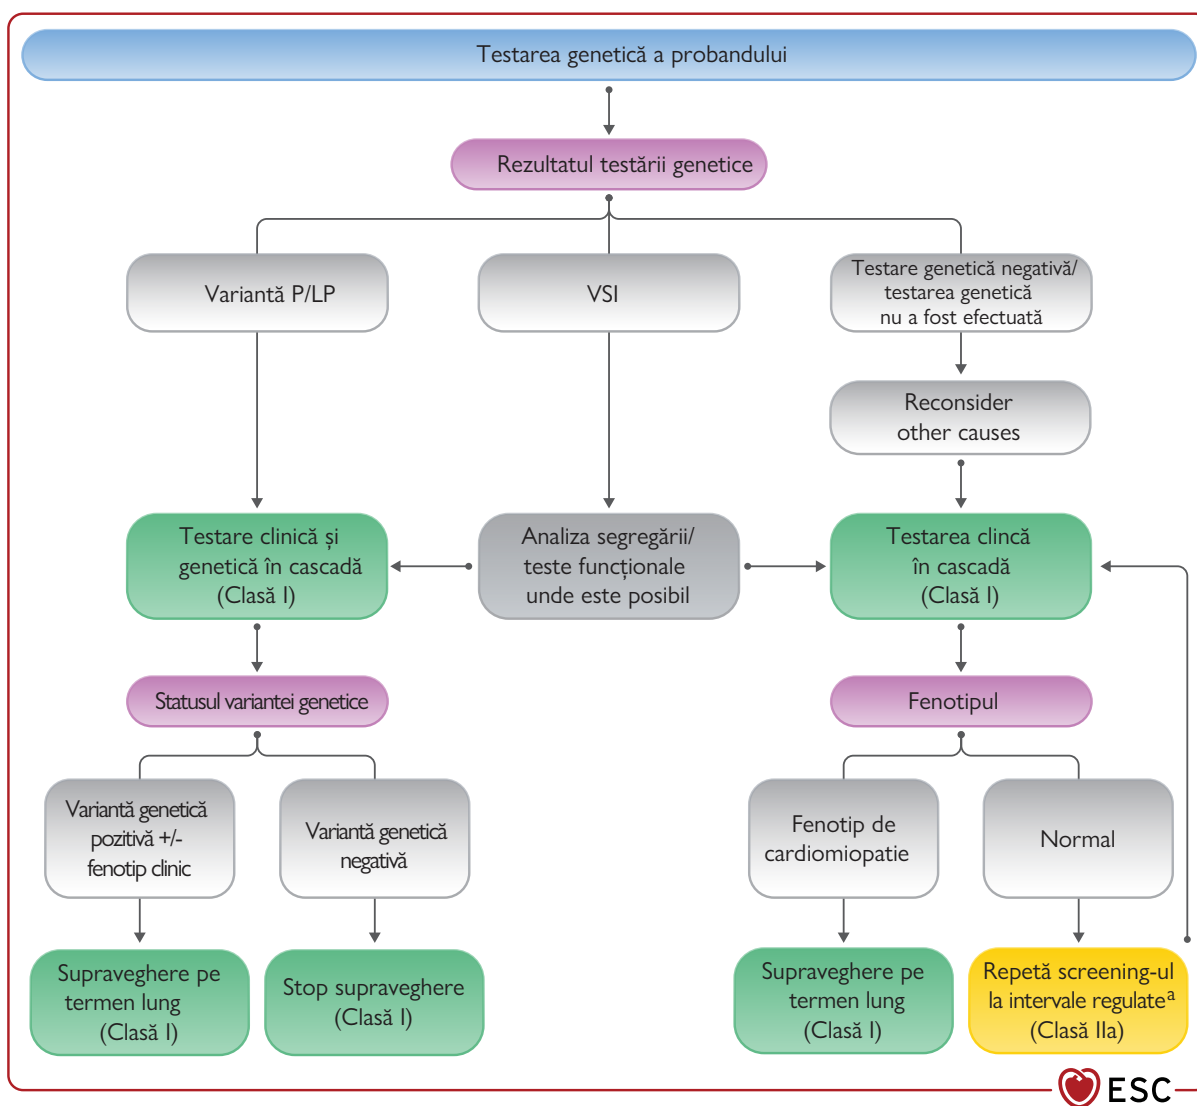 Testarea genetică a probandului
Rezultatul testării genetice
Variantă P/LP
VSI
Testare genetică negativă/
testarea genetică
nu a fost efectuată
Reconsider
other causes
Testare clinică și
genetică în cascadă
(Clasă I)
Analiza segregării/
teste funcționale
unde este posibil
Testarea clincă
în cascadă
(Clasă I)
Statusul variantei genetice
Fenotipul
Variantă genetică
pozitivă +/-
fenotip clinic
Variantă genetică
negativă
Fenotip de
cardiomiopatie
Normal
Supraveghere pe
termen lung
(Clasă I)
Stop supraveghere
(Clasă I)
Supraveghere pe
termen lung
(Clasă I)
Repetă screening-ul
la intervale regulate^a
(Clasă IIa)
ESC